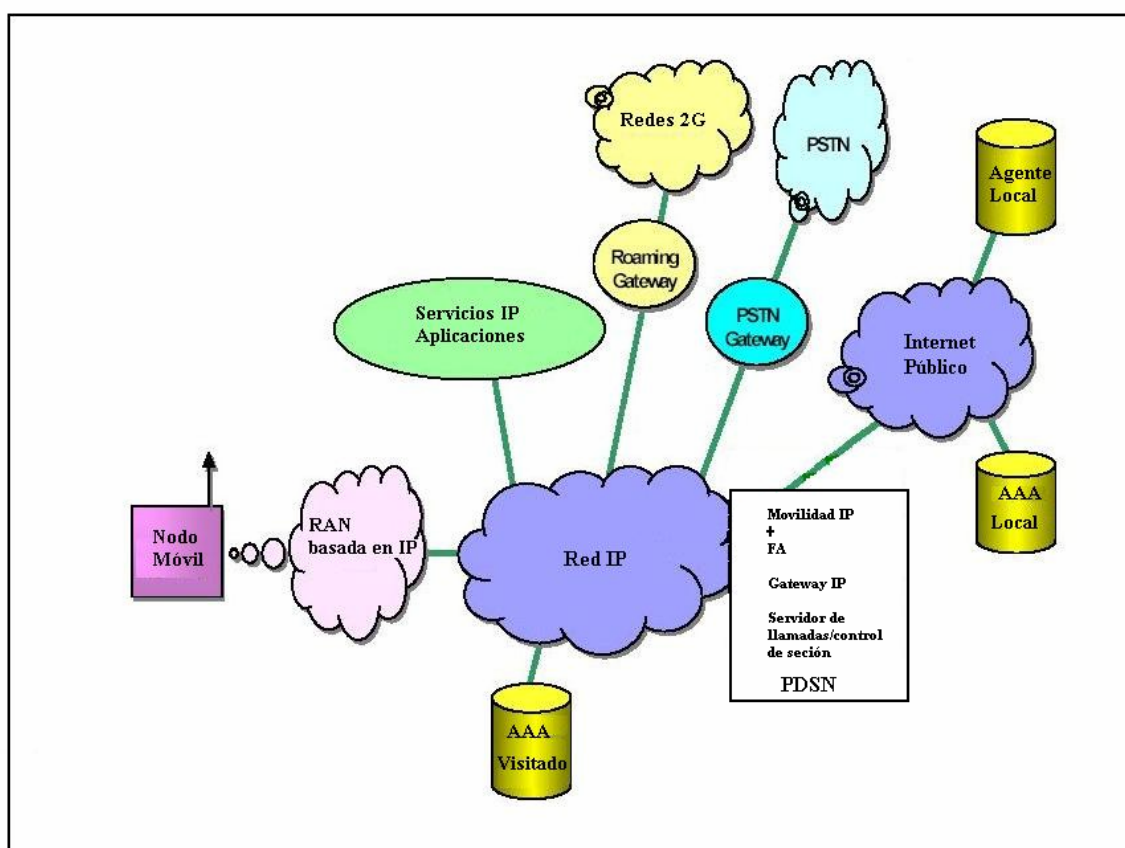 Redes 2G
PSTN
Agente
Local
Roaming
Gateway
Servicios IP
Aplicaciones
PSTN
Gateway
Internet
Público
Nodo
Móvil
RAN
basada en IP
Red IP
Movilidad IP
+
FA
Gateway IP
Servidor de
llamadas/control
de seción
PDSN
AAA
Local
AAA
Visitado